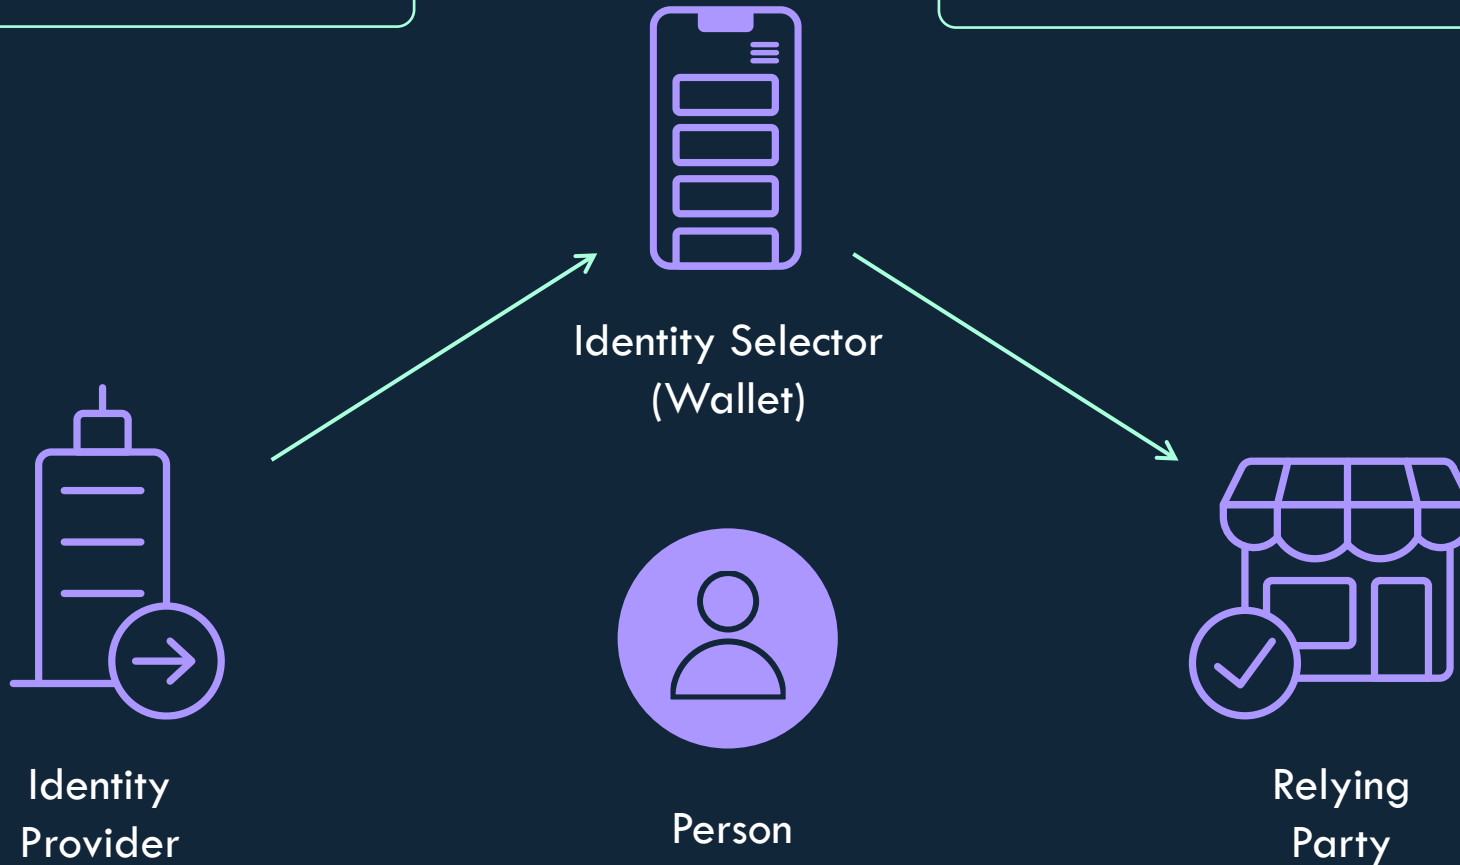 Identity Selector
(Wallet)
Identity
Provider
Person
Relying
Party